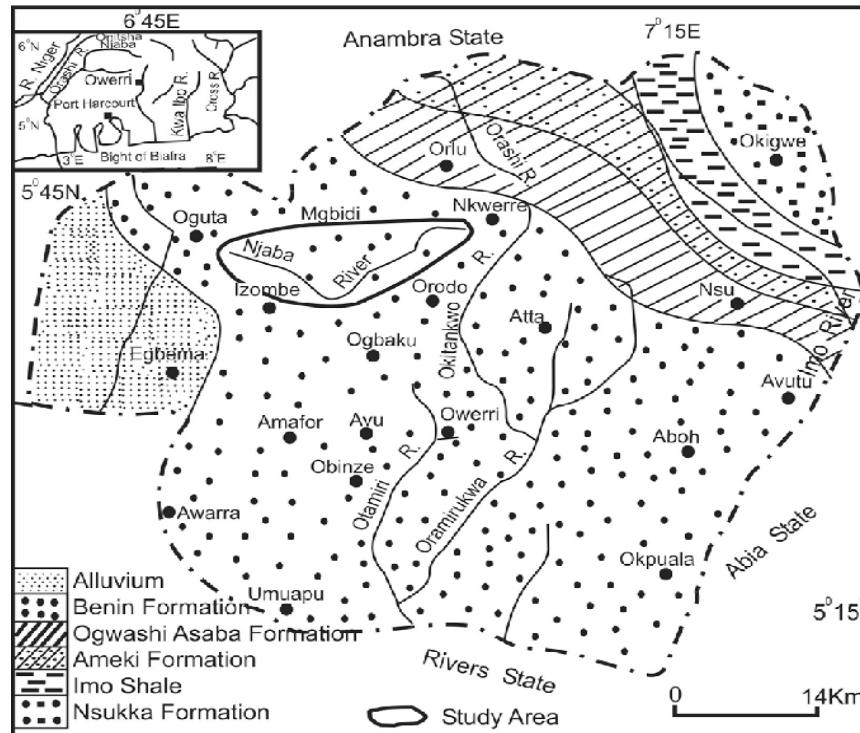 6°45E
7°15E
Anambra State
6°N
Onitsha
Njaba
R. Niger
Orashi R.
Owerri
Port Harcourt
Kwa Ibo R.
Cross R.
5°N
3°E
Bight of Biafra
8°E
5°45N
Orlu
Orashi R.
Okigwe
Oguta
Mgbidi
Nkwerre
Njaba
River
Izombe
Orodo
R.
Nsu
Atta
Okitankwo
Imo River
Ogbaku
Egbema
Avutu
Amafor
Avu
Owerri
Aboh
Obinze
R.
R.
Otamiri
Oramirukwa
Awarra
Abia State
Okpuala
Umuapu
5°15
Rivers State
Alluvium
Benin Formation
Ogwashi Asaba Formation
Ameki Formation
Imo Shale
Nsukka Formation
Study Area
0
14Km